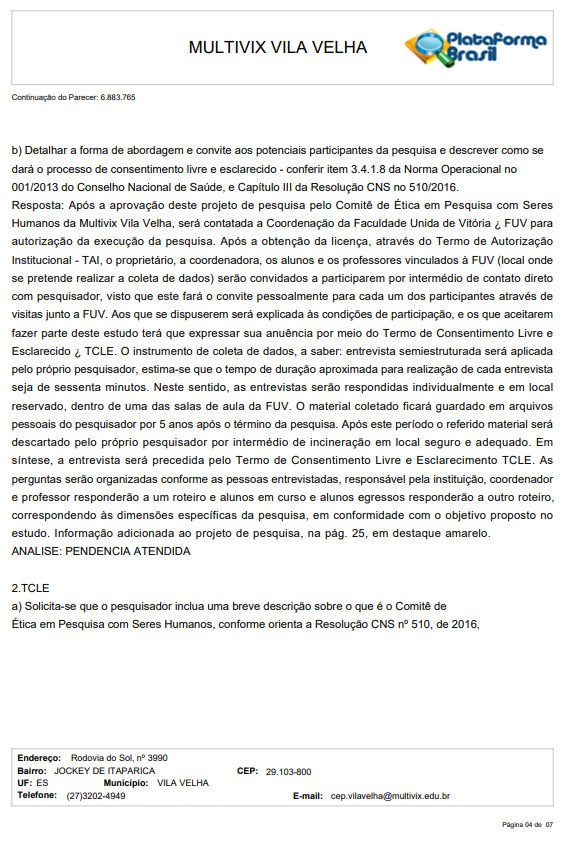 MULTIVIX VILA VELHA
Plataforma
Brasil
Continuação do Parecer: 6.883.765
b) Detalhar a forma de abordagem e convite aos potenciais participantes da pesquisa e descrever como se
dará o processo de consentimento livre e esclarecido - conferir item 3.4.1.8 da Norma Operacional no
001/2013 do Conselho Nacional de Saúde, e Capítulo III da Resolução CNS no 510/2016.
Resposta: Após a aprovação deste projeto de pesquisa pelo Comitê de Ética em Pesquisa com Seres
Humanos da Multivix Vila Velha, será contatada a Coordenação da Faculdade Unida de Vitória ¿ FUV para
autorização da execução da pesquisa. Após a obtenção da licença, através do Termo de Autorização
Institucional - TAI, o proprietário, a coordenadora, os alunos e os professores vinculados à FUV (local onde
se pretende realizar a coleta de dados) serão convidados a participarem por intermédio de contato direto
com pesquisador, visto que este fará o convite pessoalmente para cada um dos participantes através de
visitas junto a FUV. Aos que se dispuserem será explicada às condições de participação, e os que aceitarem
fazer parte deste estudo terá que expressar sua anuência por meio do Termo de Consentimento Livre e
Esclarecido ¿ TCLE. O instrumento de coleta de dados, a saber: entrevista semiestruturada será aplicada
pelo próprio pesquisador, estima-se que o tempo de duração aproximada para realização de cada entrevista
seja de sessenta minutos. Neste sentido, as entrevistas serão respondidas individualmente e em local
reservado, dentro de uma das salas de aula da FUV. O material coletado ficará guardado em arquivos
pessoais do pesquisador por 5 anos após o término da pesquisa. Após este período o referido material será
descartado pelo próprio pesquisador por intermédio de incineração em local seguro e adequado. Em
síntese, a entrevista será precedida pelo Termo de Consentimento Livre e Esclarecimento TCLE. As
perguntas serão organizadas conforme as pessoas entrevistadas, responsável pela instituição, coordenador
e professor responderão a um roteiro e alunos em curso e alunos egressos responderão a outro roteiro,
correspondendo às dimensões específicas da pesquisa, em conformidade com o objetivo proposto no
estudo. Informação adicionada ao projeto de pesquisa, na pág. 25, em destaque amarelo.
ANALISE: PENDENCIA ATENDIDA
2.TCLE
a) Solicita-se que o pesquisador inclua uma breve descrição sobre o que é o Comitê de
Ética em Pesquisa com Seres Humanos, conforme orienta a Resolução CNS nº 510, de 2016,
Endereço: Rodovia do Sol, nº 3990
Bairro: JOCKEY DE ITAPARICA CEP: 29.103-800
UF: ES Município: VILA VELHA
Telefone: (27)3202-4949 E-mail: cep.vilavelha@multivix.edu.br
Página 04 de 07